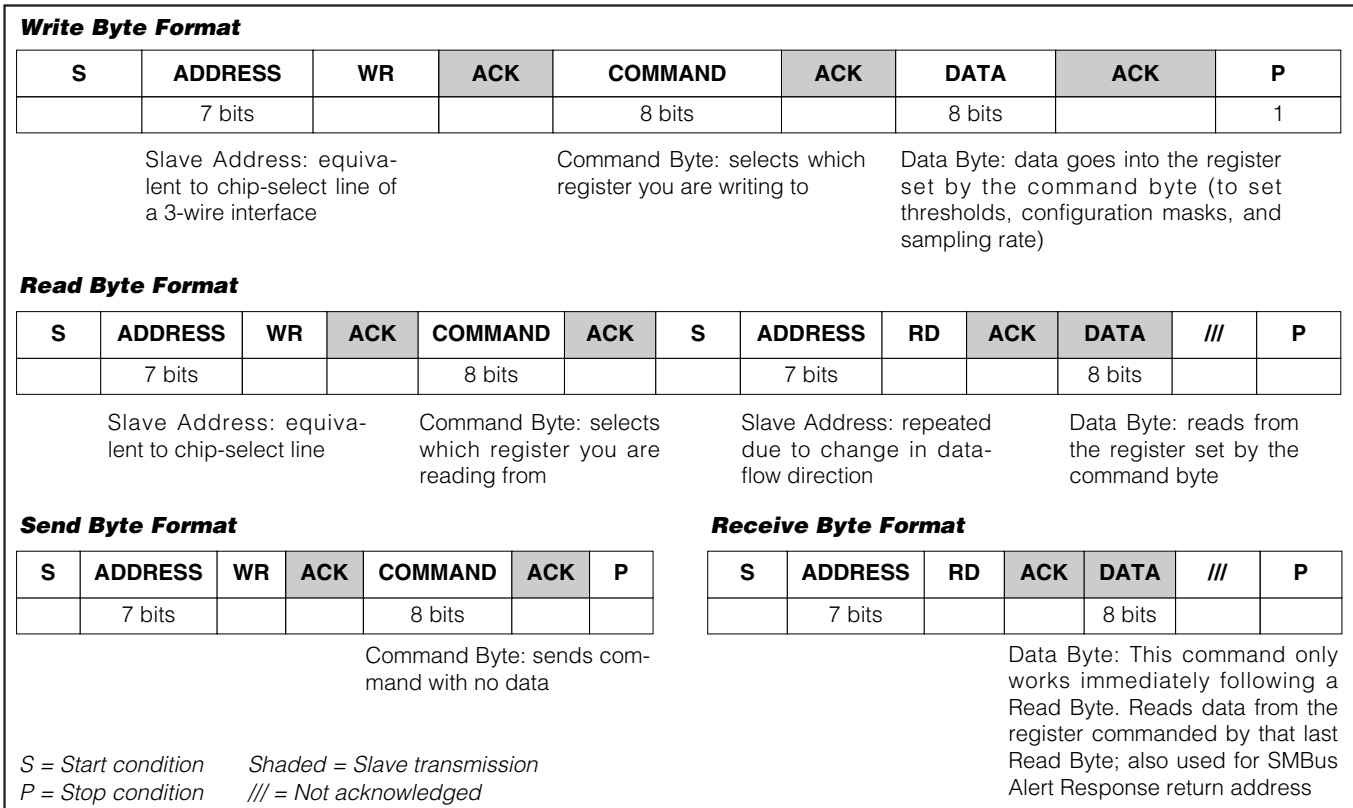 Write Byte Format
S ADDRESS WR ACK COMMAND ACK DATA ACK P
7 bits 8 bits 8 bits 1
Slave Address: equiva-
lent to chip-select line of
a 3-wire interface
Command Byte: selects which
register you are writing to
Data Byte: data goes into the register
set by the command byte (to set
thresholds, configuration masks, and
sampling rate)
Read Byte Format
S ADDRESS WR ACK COMMAND ACK S ADDRESS RD ACK DATA /// P
7 bits 8 bits 7 bits 8 bits
Slave Address: equiva-
lent to chip-select line
Command Byte: selects
which register you are
reading from
Slave Address: repeated
due to change in data-
flow direction
Data Byte: reads from
the register set by the
command byte
Send Byte Format
S ADDRESS WR ACK COMMAND ACK P
7 bits 8 bits
Command Byte: sends com-
mand with no data
Receive Byte Format
S ADDRESS RD ACK DATA /// P
7 bits 8 bits
Data Byte: This command only
works immediately following a
Read Byte. Reads data from the
register commanded by that last
Read Byte; also used for SMBus
Alert Response return address
S = Start condition Shaded = Slave transmission
P = Stop condition /// = Not acknowledged